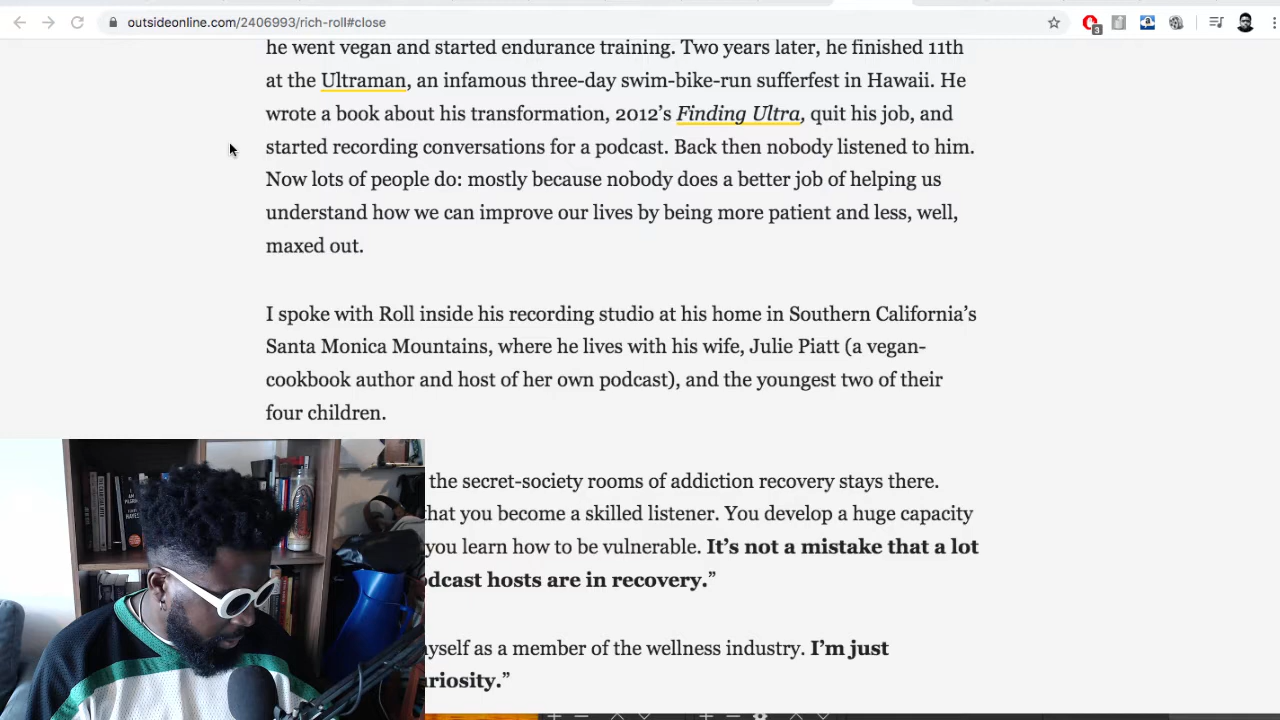 outsideonline.com/2406993/rich-roll#close
3
he went vegan and started endurance training. Two years later, he finished 11th
at the Ultraman, an infamous three-day swim-bike-run sufferfest in Hawaii. He
wrote a book about his transformation, 2012’s Finding Ultra, quit his job, and
started recording conversations for a podcast. Back then nobody listened to him.
Now lots of people do: mostly because nobody does a better job of helping us
understand how we can improve our lives by being more patient and less, well,
maxed out.
I spoke with Roll inside his recording studio at his home in Southern California’s
Santa Monica Mountains, where he lives with his wife, Julie Piatt (a vegan-
cookbook author and host of her own podcast), and the youngest two of their
four children.
the secret-society rooms of addiction recovery stays there.
that you become a skilled listener. You develop a huge capacity
you learn how to be vulnerable. It’s not a mistake that a lot
podcast hosts are in recovery.”
myself as a member of the wellness industry. I’m just
curiosity.”